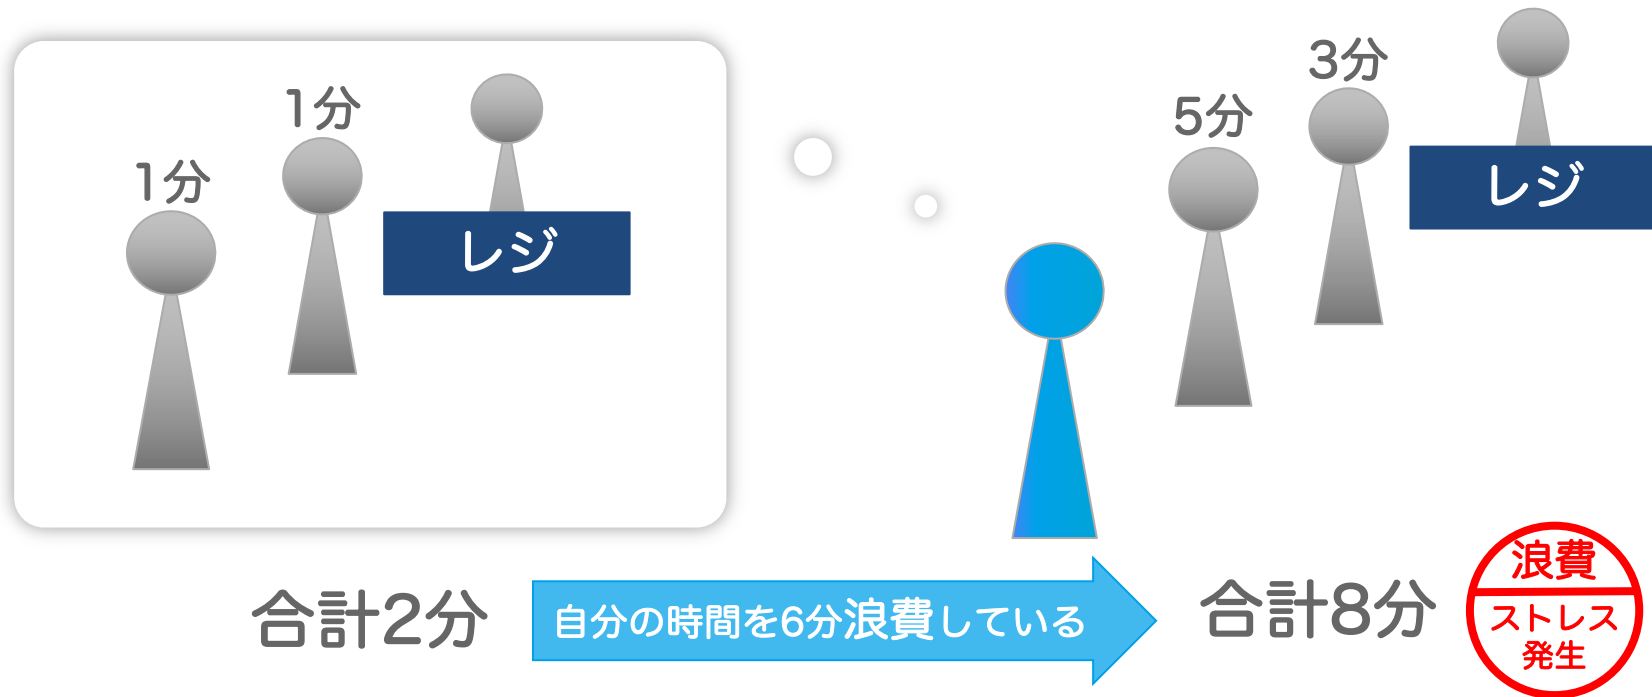 1分
1分
レジ
5分
3分
レジ
合計2分
自分の時間を6分浪費している
合計8分
浪費
ストレス
発生